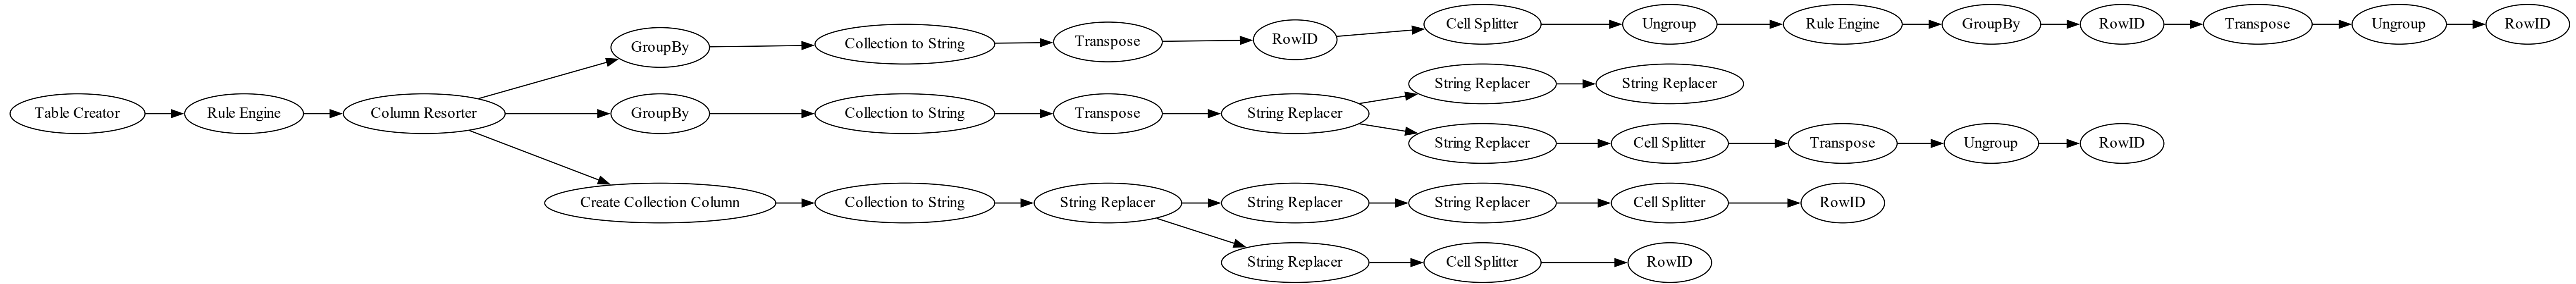 Table Creator
Rule Engine
Column Resorter
GroupBy
Collection to String
Transpose
RowID
Cell Splitter
Ungroup
Rule Engine
GroupBy
RowID
Transpose
Ungroup
RowID
GroupBy
Collection to String
Transpose
String Replacer
String Replacer
String Replacer
String Replacer
Cell Splitter
Transpose
Ungroup
RowID
Create Collection Column
Collection to String
String Replacer
String Replacer
String Replacer
Cell Splitter
RowID
String Replacer
Cell Splitter
RowID